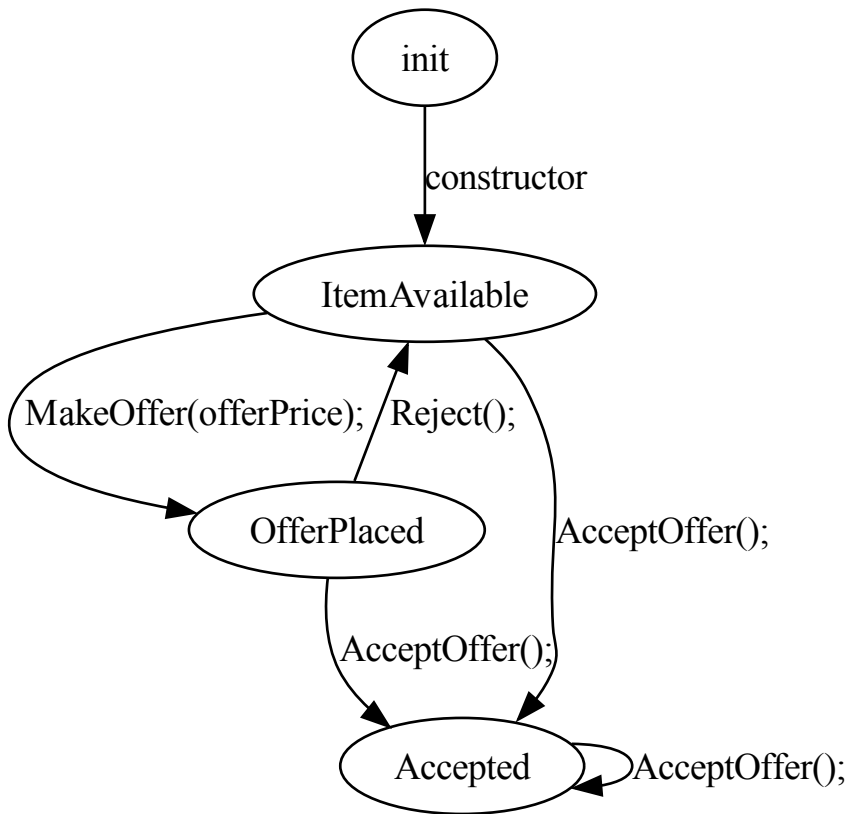 init
constructor
ItemAvailable
MakeOffer(offerPrice);
Reject();
OfferPlaced
AcceptOffer();
AcceptOffer();
Accepted
AcceptOffer();